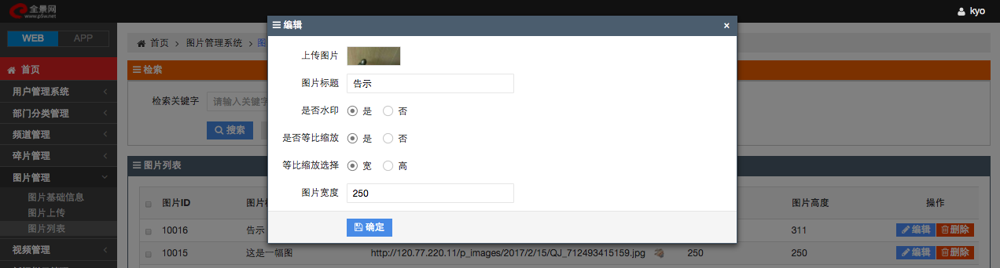 全景网
www.p5w.net
kyo
WEB APP
首页
用户管理系统
部门分类管理
频道管理
碎片管理
图片管理
图片基础信息
图片上传
图片列表
视频管理
首页 > 图片管理系统 > 图
检索
检索关键字 请输入关键字
搜索
图片列表
图片ID 图片 图片高度 操作
10016 告示 311 编辑 删除
10015 这是一幅图 http://120.77.220.11/p_images/2017/2/15/QJ_712493415159.jpg 250 250 编辑 删除
编辑 ×
上传图片
图片标题 告示
是否水印 是 否
是否等比缩放 是 否
等比缩放选择 宽 高
图片宽度 250
确定